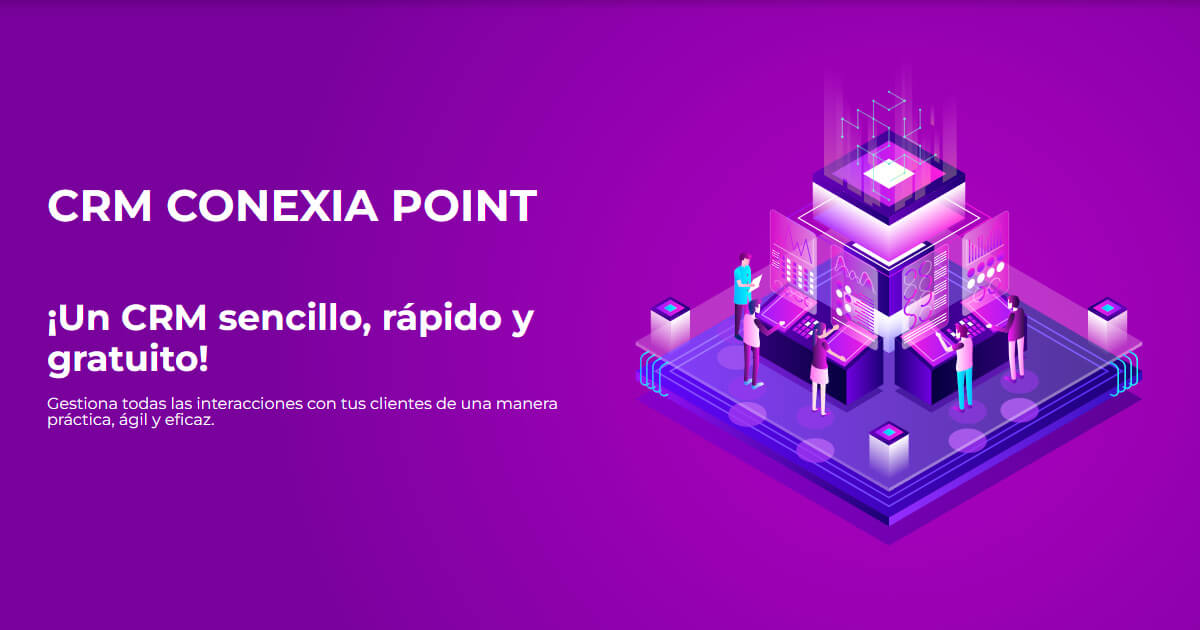 CRM CONEXIA POINT
¡Un CRM sencillo, rápido y
gratuito!
Gestiona todas las interacciones con tus clientes de una manera
práctica, ágil y eficaz.